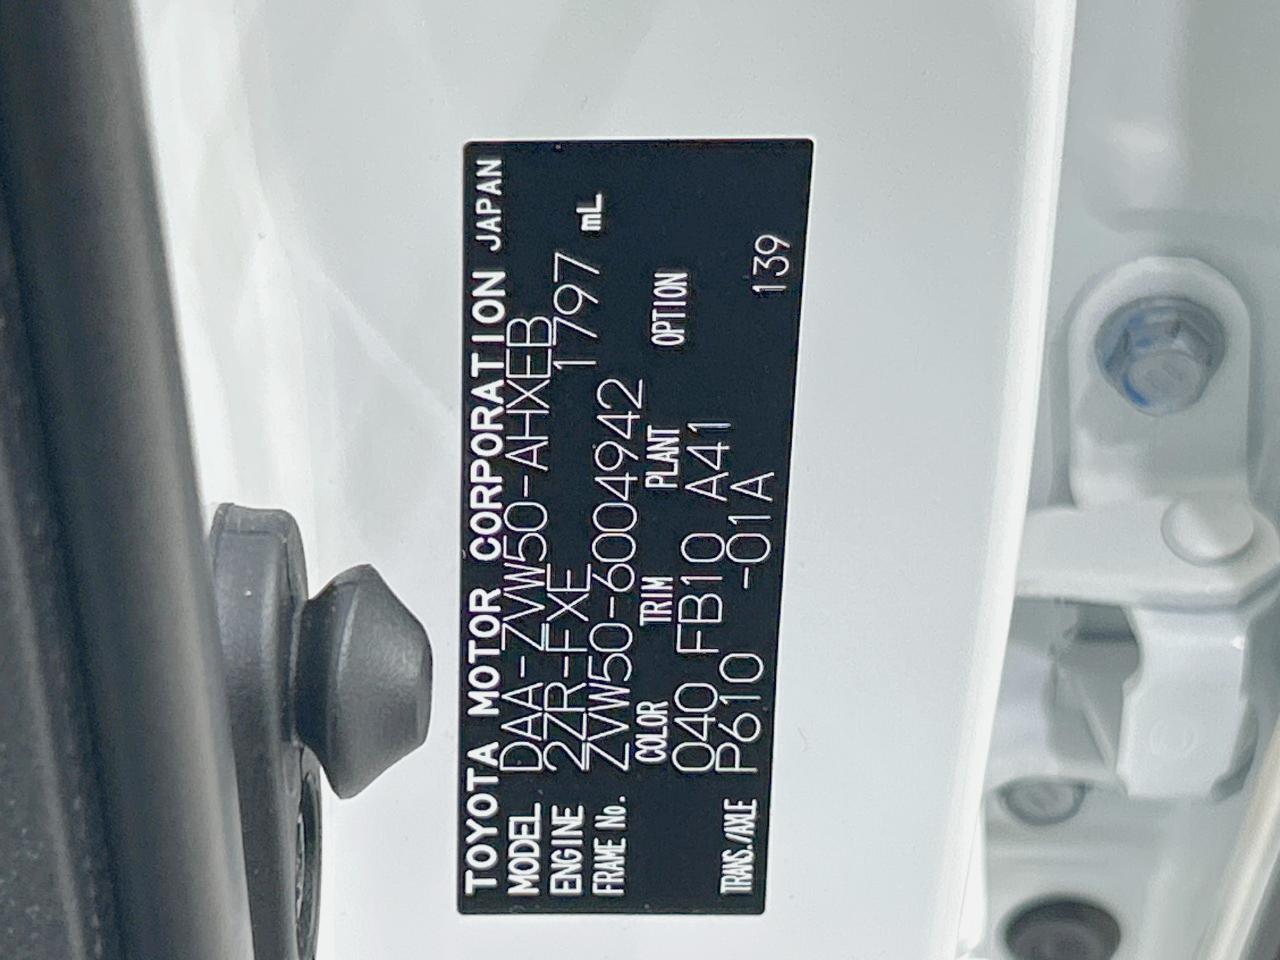 TOYOTA MOTOR CORPORATION JAPAN
MODEL DAA-ZVW50-AHXEB
ENGINE 2ZR-FXE 1797 mL
FRAME No. ZVW50-6004942
COLOR TRIM PLANT OPTION
040 FB10 A41
TRANS./AXLE P610 -01A 139